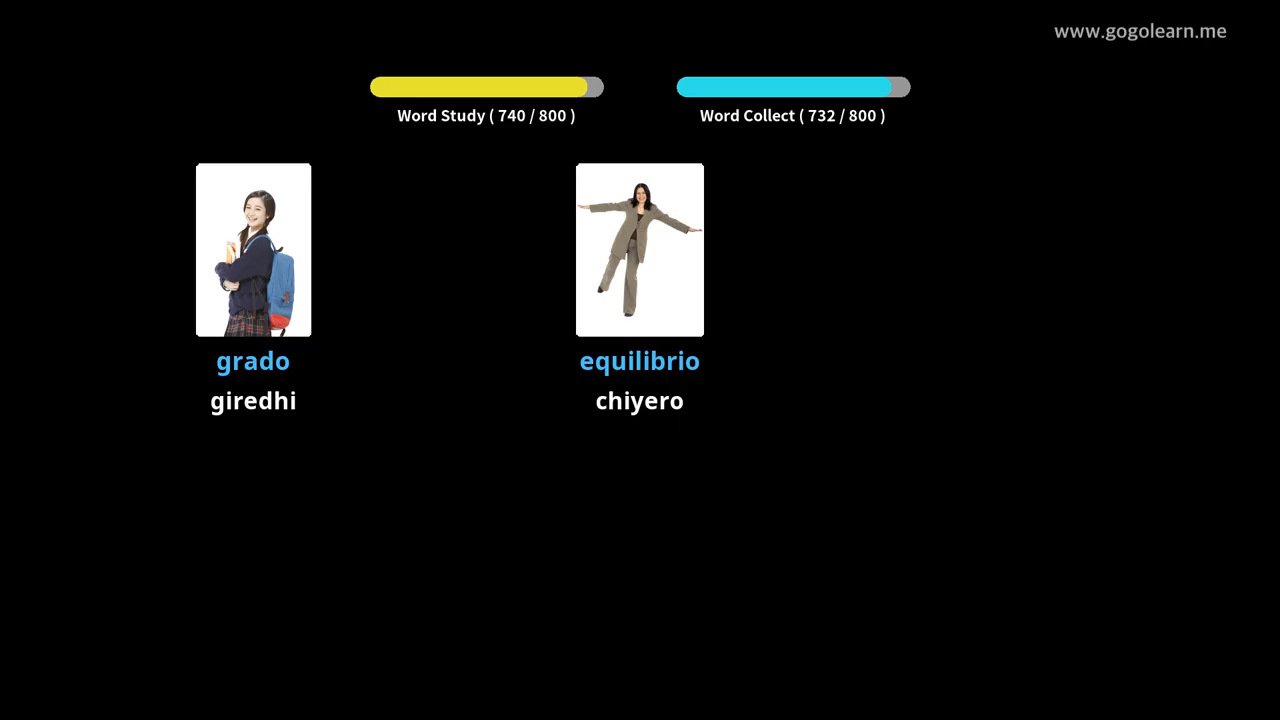 www.gogolearn.me
Word Study ( 740 / 800 )
Word Collect ( 732 / 800 )
grado
giredhi
equilibrio
chiyero